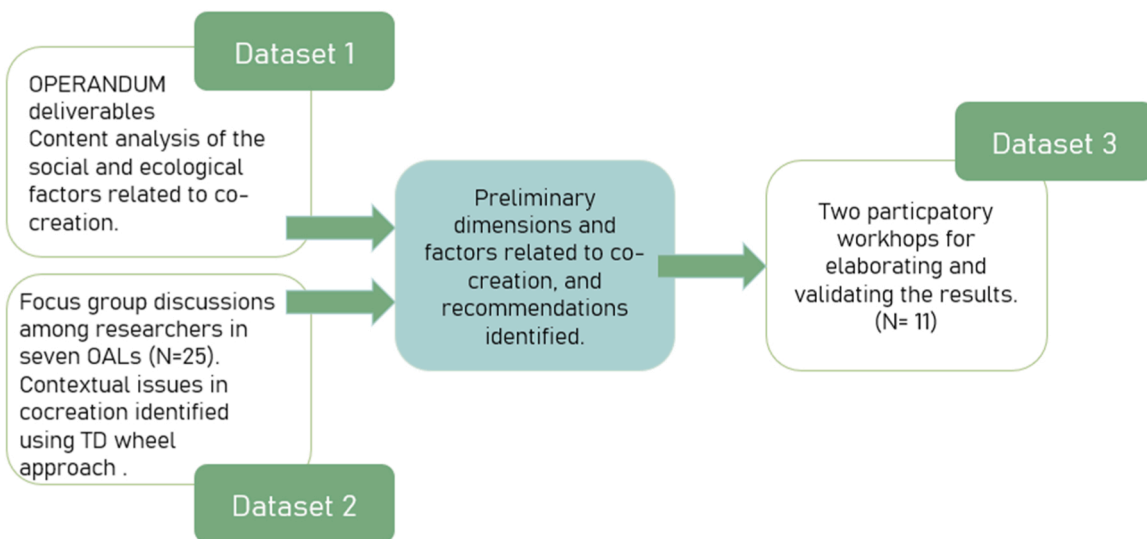 Dataset 1
OPERANDUM
deliverables
Content analysis of the
social and ecological
factors related to co-
creation.
Focus group discussions
among researchers in
seven OALs (N=25).
Contextual issues in
cocreation identified
using TD wheel
approach .
Dataset 2
Preliminary
dimensions and
factors related to co-
creation, and
recommendations
identified.
Dataset 3
Two particpatory
workhops for
elaborating and
validating the results.
(N= 11)